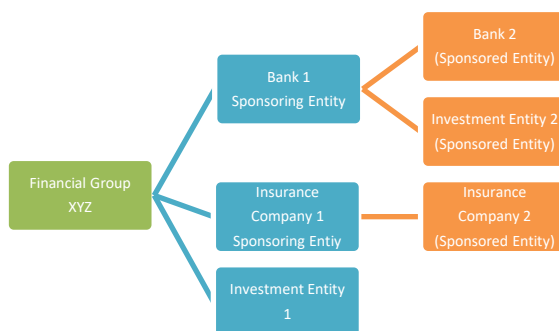 Bank 2
(Sponsored Entity)
Bank 1
Sponsoring Entity
Investment Entity 2
(Sponsored Entity)
Financial Group
XYZ
Insurance
Company 1
Sponsoring Entiy
Insurance
Company 2
(Sponsored Entity)
Investment Entity
1